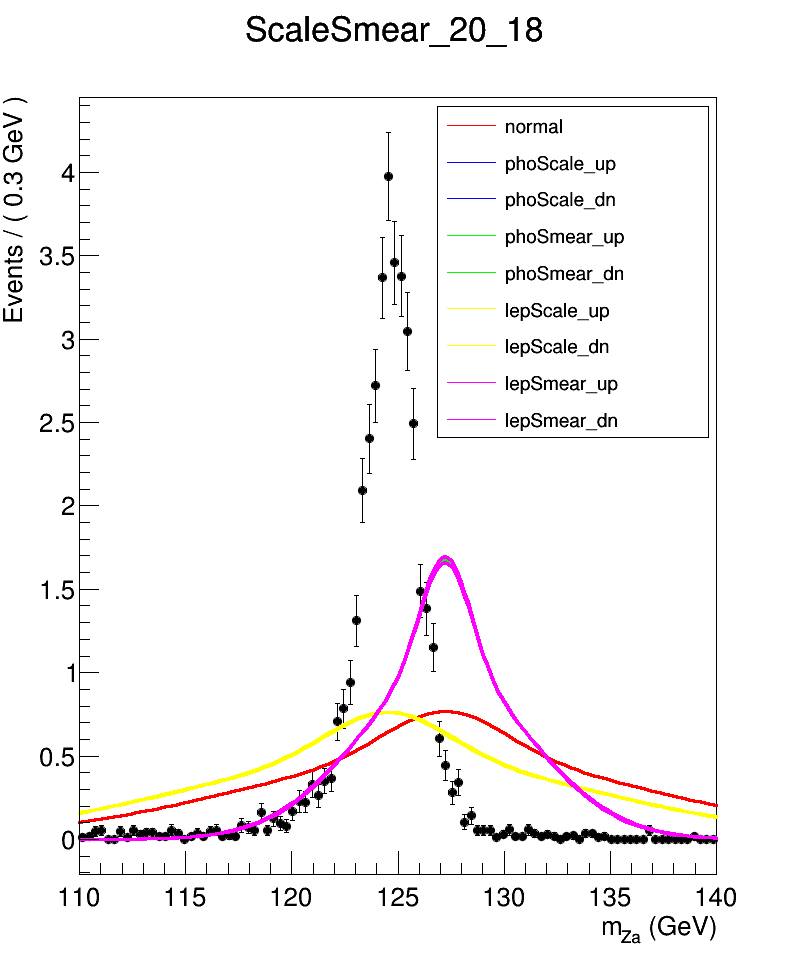 ScaleSmear_20_18
Events / ( 0.3 GeV )
4
3.5
3
2.5
2
1.5
1
0.5
0
normal
phoScale_up
phoScale_dn
phoSmear_up
phoSmear_dn
lepScale_up
lepScale_dn
lepSmear_up
lepSmear_dn
110 115 120 125 130 135 140
m_Za (GeV)